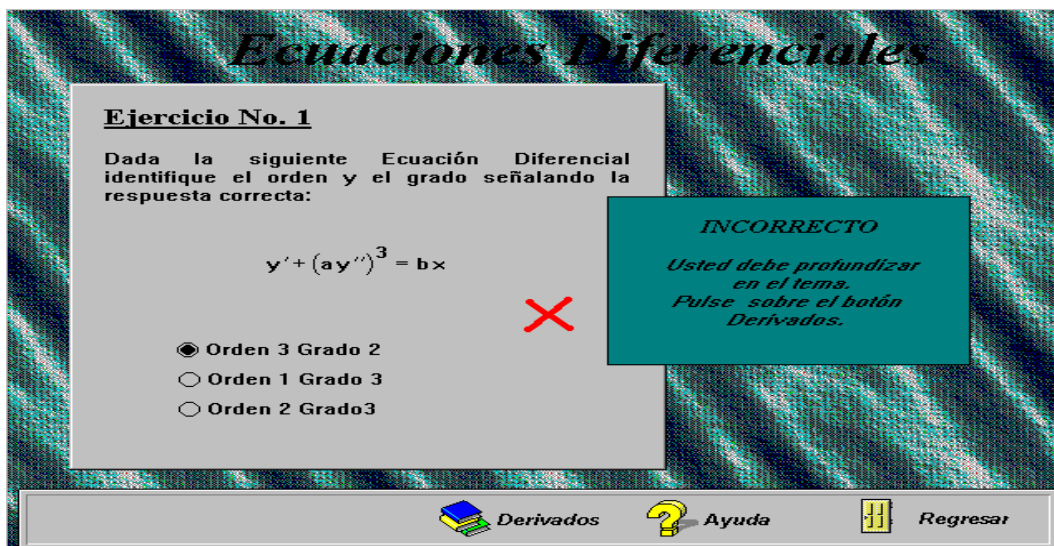 Ecuaciones Diferenciales
Ejercicio No. 1
Dada la siguiente Ecuación Diferencial
identifique el orden y el grado señalando la
respuesta correcta:
y′ + (ay′′)³ = bx
Orden 3 Grado 2
Orden 1 Grado 3
Orden 2 Grado3
INCORRECTO
Usted debe profundizar
en el tema.
Pulse sobre el botón
Derivados.
Derivados
Ayuda
Regresar